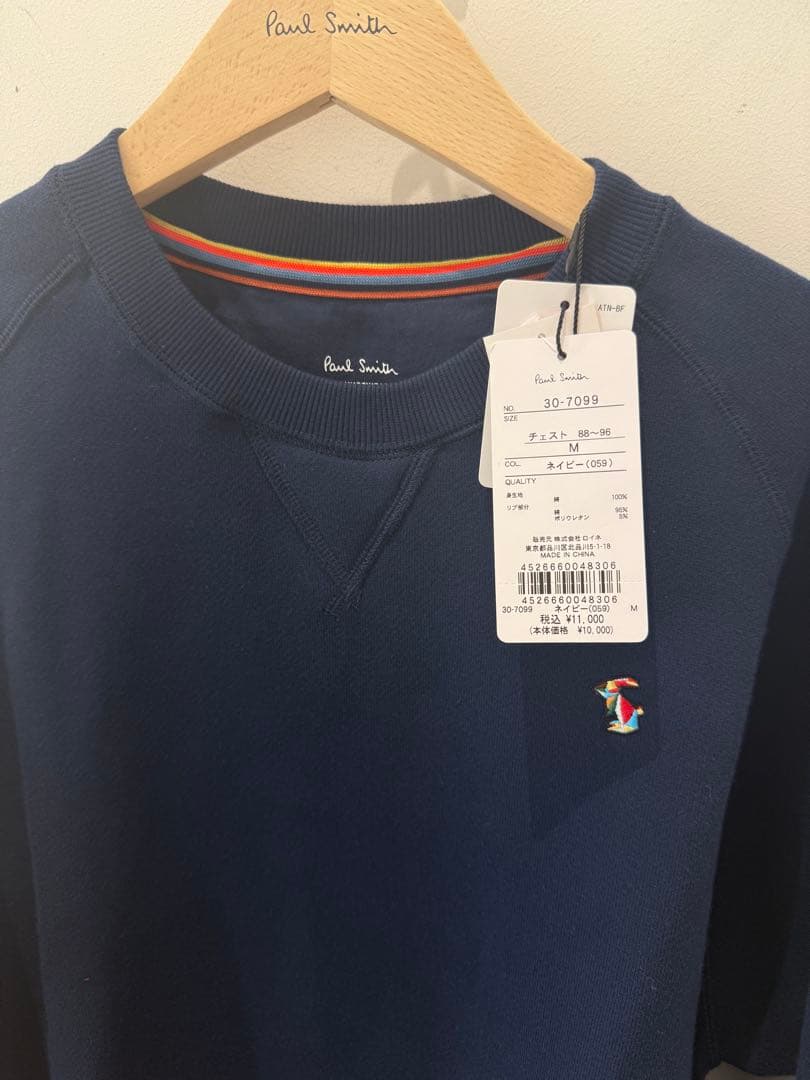 Paul Smith
Paul Smith
ATN-BF
Paul Smith
NO. 30-7099
SIZE
チェスト 88〜96
M
COL. ネイビー(059)
QUALITY
身生地 綿 100%
リブ部分 綿 95%
ポリウレタン 5%
販売元 株式会社ロイネ
東京都品川区北品川5-1-18
MADE IN CHINA
4526660048306
4526660048306
30-7099 ネイビー(059) M
税込 ¥11,000
(本体価格 ¥10,000)